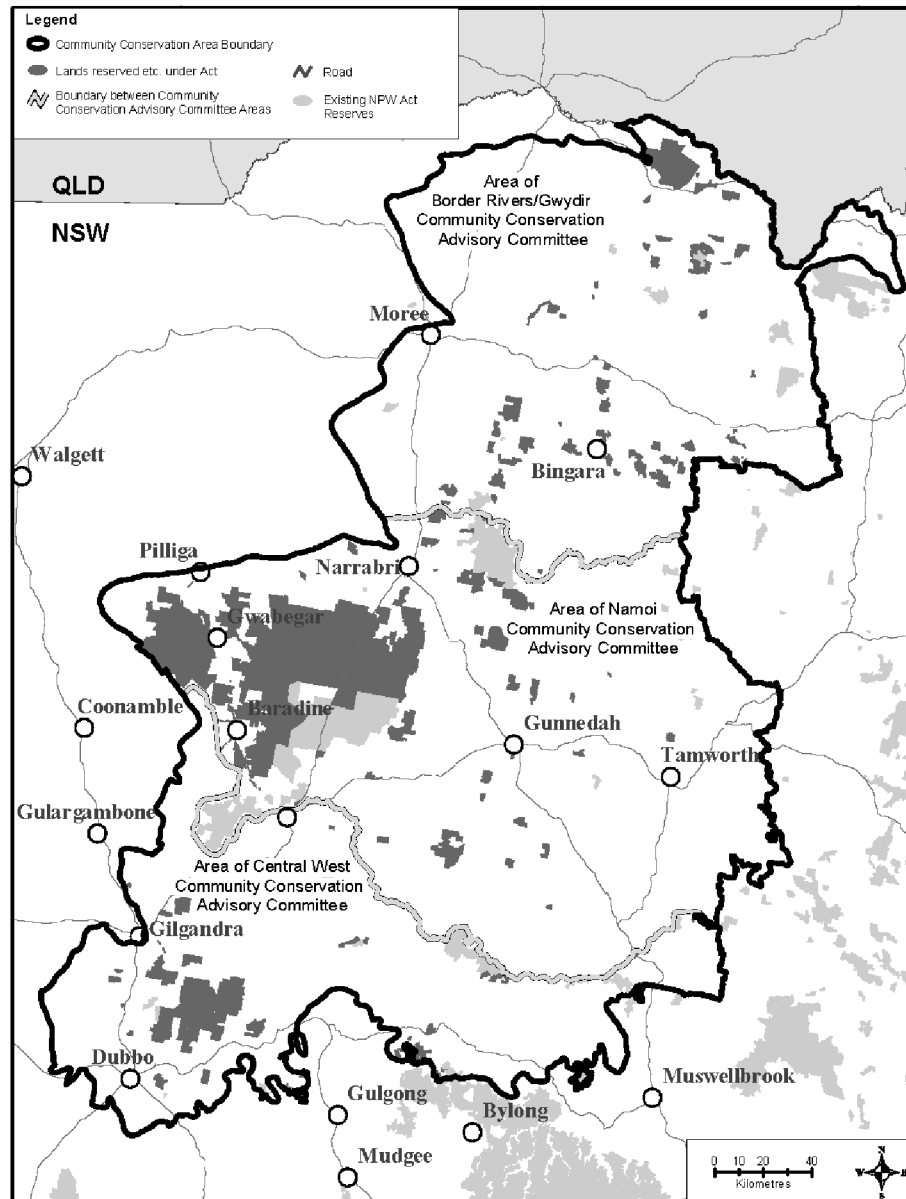 Legend
Community Conservation Area Boundary
Lands reserved etc. under Act
Boundary between Community
Conservation Advisory Committee Areas
Road
Existing NPW Act
Reserves
QLD
NSW
Area of
Border Rivers/Gwydir
Community Conservation
Advisory Committee
Moree
Walgett
Bingara
Pilliga
Narrabri
Gwabegar
Area of Namoi
Community Conservation
Advisory Committee
Coonamble
Baradine
Gunnedah
Tamworth
Gulargambone
Area of Central West
Community Conservation
Advisory Committee
Gilgandra
Dubbo
Gulgong
Bylong
Muswellbrook
Mudgee
0 10 20 40
Kilometres
N
W
E
S